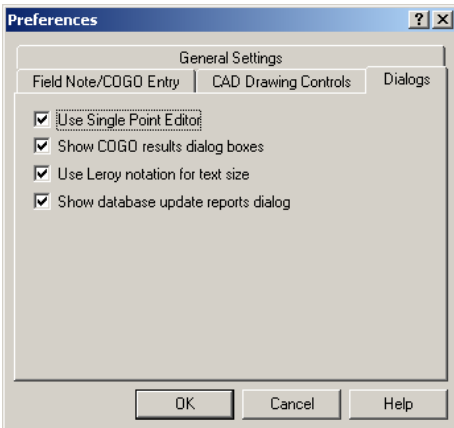 Preferences
General Settings
Field Note/COGO Entry CAD Drawing Controls Dialogs
Use Single Point Editor
Show COGO results dialog boxes
Use Leroy notation for text size
Show database update reports dialog
OK Cancel Help